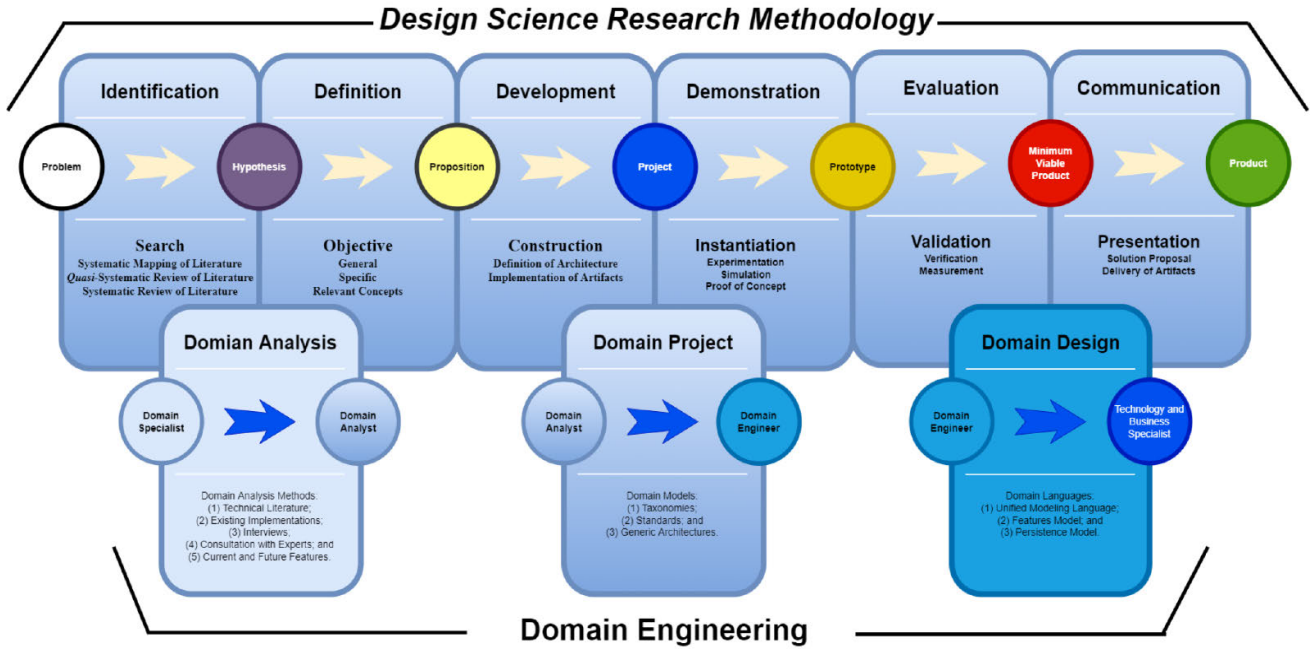 Design Science Research Methodology
Identification
Definition
Development
Demonstration
Evaluation
Communication
Problem
Hypothesis
Proposition
Project
Prototype
Minimum
Viable
Product
Product
Search
Systematic Mapping of Literature
Quasi-Systematic Review of Literature
Systematic Review of Literature
Objective
General
Specific
Relevant Concepts
Construction
Definition of Architecture
Implementation of Artifacts
Instantiation
Experimentation
Simulation
Proof of Concept
Validation
Verification
Measurement
Presentation
Solution Proposal
Delivery of Artifacts
Domian Analysis
Domain
Specialist
Domain
Analyst
Domain Analysis Methods:
(1) Technical Literature;
(2) Existing Implementations;
(3) Interviews;
(4) Consultation with Experts; and
(5) Current and Future Features.
Domain Project
Domain
Analyst
Domain
Engineer
Domain Models:
(1) Taxonomies;
(2) Standards; and
(3) Generic Architectures.
Domain Design
Domain
Engineer
Technology and
Business
Specialist
Domain Languages:
(1) Unified Modeling Language;
(2) Features Model; and
(3) Persistence Model.
Domain Engineering